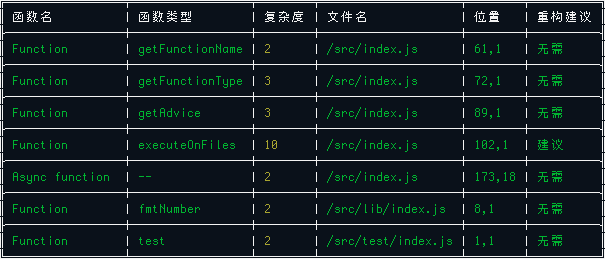 函数名 函数类型 复杂度 文件名 位置 重构建议
Function getFunctionName 2 /src/index.js 61,1 无需
Function getFunctionType 3 /src/index.js 72,1 无需
Function getAdvice 3 /src/index.js 89,1 无需
Function executeOnFiles 10 /src/index.js 102,1 建议
Async function -- 2 /src/index.js 173,18 无需
Function fmtNumber 2 /src/lib/index.js 8,1 无需
Function test 2 /src/test/index.js 1,1 无需